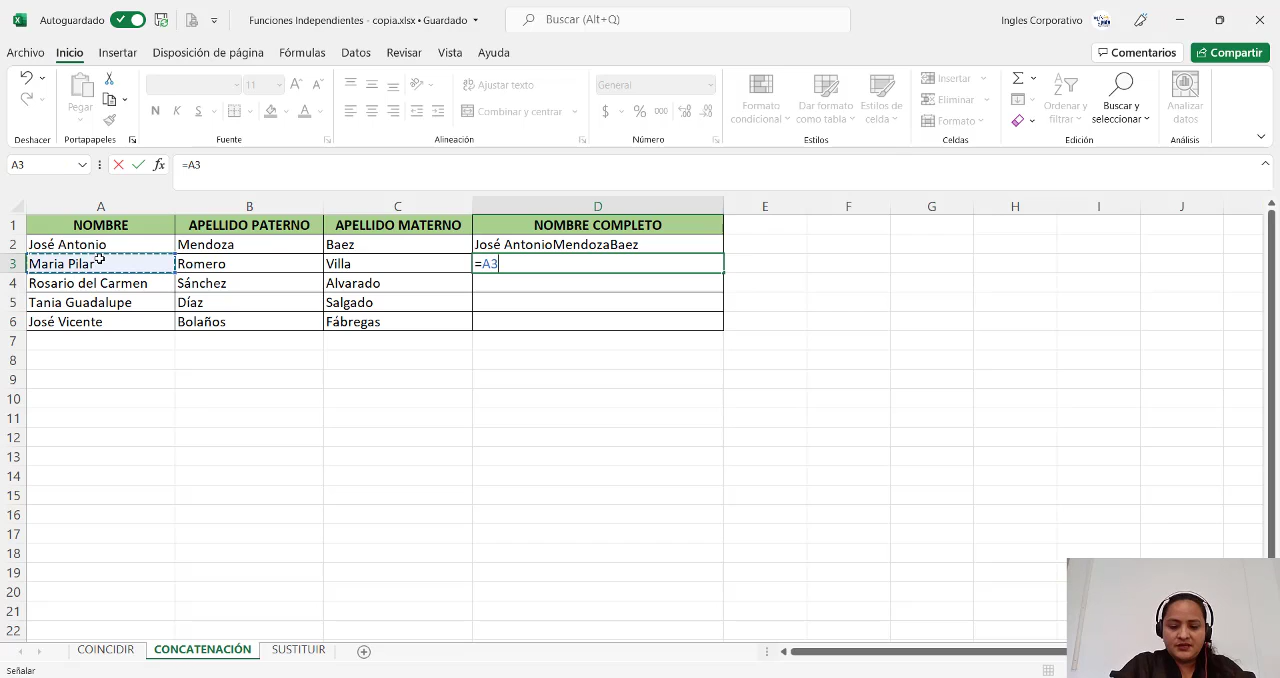 Autoguardado
Funciones Independientes - copia.xlsx • Guardado
Buscar (Alt+Q)
Ingles Corporativo
Archivo Inicio Insertar Disposición de página Fórmulas Datos Revisar Vista Ayuda
Comentarios Compartir
Pegar
N K S
11
Ajustar texto
Combinar y centrar
General
$ % 000
Formato condicional
Dar formato como tabla
Estilos de celda
Insertar
Eliminar
Formato
Ordenar y filtrar
Buscar y seleccionar
Analizar datos
Deshacer Portapapeles Fuente Alineación Número Estilos Celdas Edición Análisis
A3 fx =A3
A B C D E F G H I J
1 NOMBRE APELLIDO PATERNO APELLIDO MATERNO NOMBRE COMPLETO
2 José Antonio Mendoza Baez José AntonioMendozaBaez
3 Maria Pilar Romero Villa =A3
4 Rosario del Carmen Sánchez Alvarado
5 Tania Guadalupe Díaz Salgado
6 José Vicente Bolaños Fábregas
7
8
9
10
11
12
13
14
15
16
17
18
19
20
21
22
COINCIDIR CONCATENACIÓN SUSTITUIR
Señalar